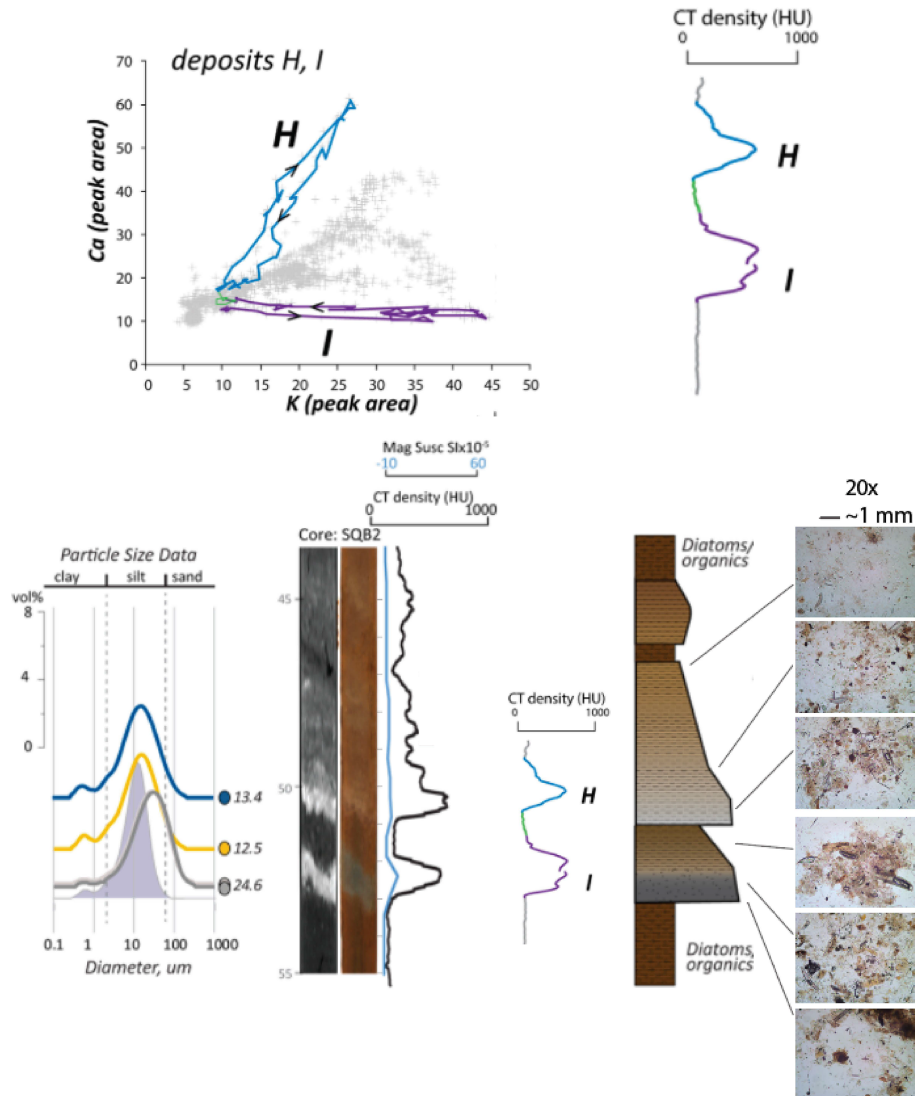 deposits H, I
70
60
50
40
30
20
10
0
Ca (peak area)
H
I
0 5 10 15 20 25 30 35 40 45 50
K (peak area)
CT density (HU)
0 1000
H
I
Mag Susc SIx10-5
-10 60
CT density (HU)
0 1000
Core: SQB2
45
50
55
Particle Size Data
clay silt sand
vol%
8
4
0
13.4
12.5
24.6
0.1 1 10 100 1000
Diameter, um
CT density (HU)
0 1000
H
I
Diatoms/
organics
Diatoms,
organics
20x
~1 mm